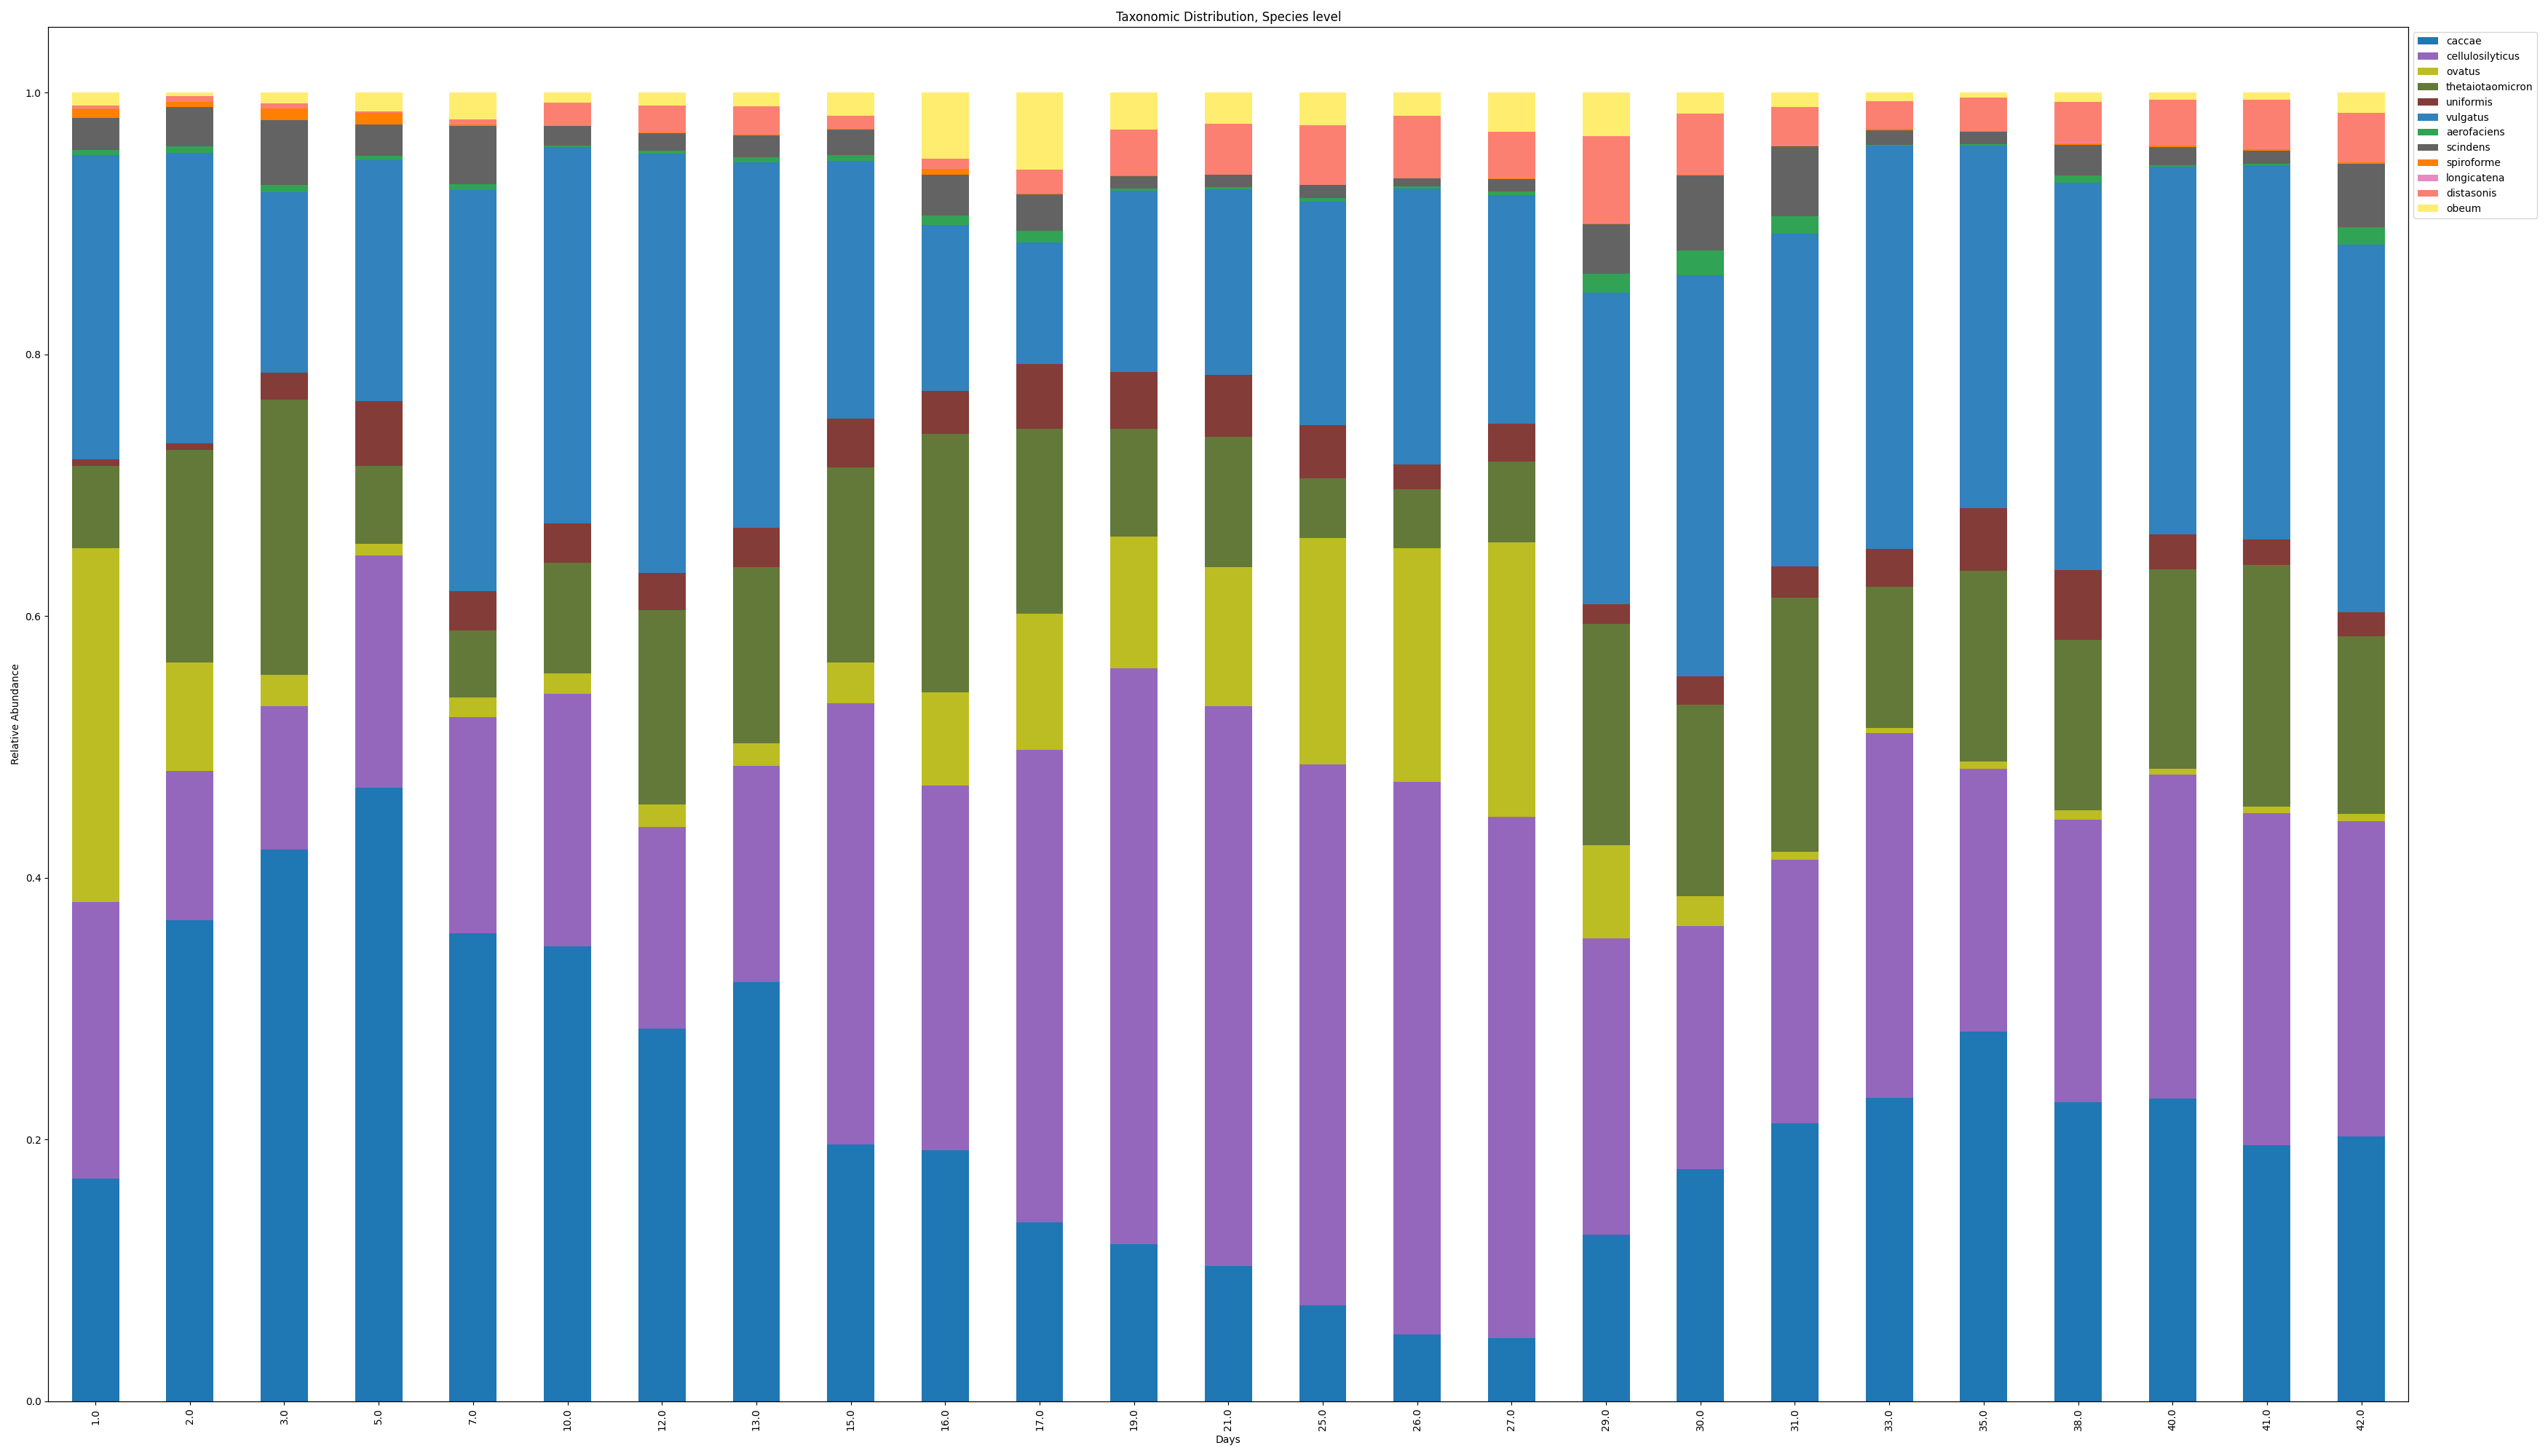 Taxonomic Distribution, Species level
caccae
cellulosilyticus
ovatus
thetaiotaomicron
uniformis
vulgatus
aerofaciens
scindens
spiroforme
longicatena
distasonis
obeum
1.0
0.8
0.6
0.4
0.2
0.0
Relative Abundance
1.0 2.0 3.0 5.0 7.0 10.0 12.0 13.0 15.0 16.0 17.0 19.0 21.0 25.0 26.0 27.0 29.0 30.0 31.0 33.0 35.0 38.0 40.0 41.0 42.0
Days